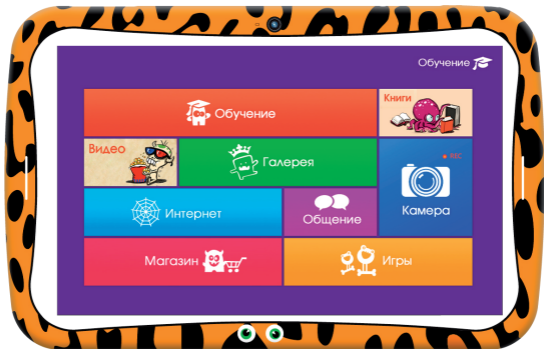 Обучение
Обучение
Книги
Видео
Галерея
REC
Интернет
Общение
Камера
Магазин
Игры